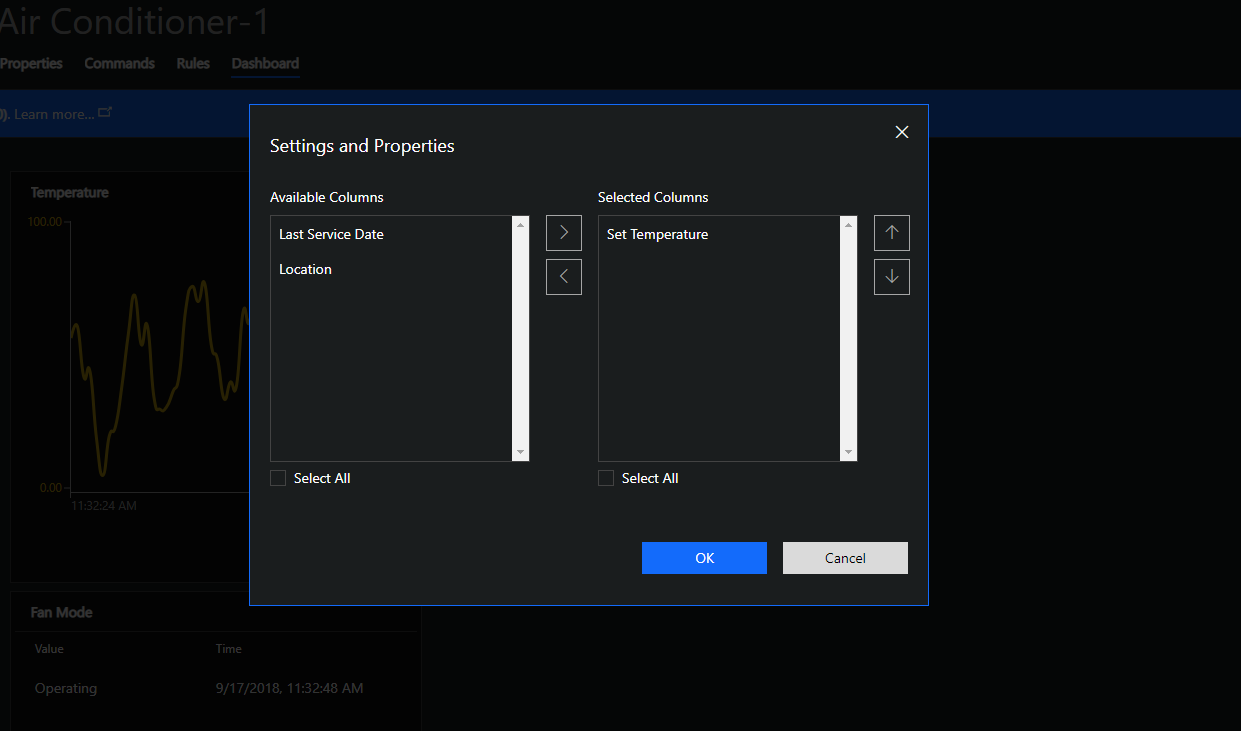 Air Conditioner-1
Properties Commands Rules Dashboard
)). Learn more...
Settings and Properties
Available Columns
Selected Columns
Last Service Date
Location
Set Temperature
Select All
Select All
OK
Cancel
Temperature
100.00
0.00
11:32:24 AM
Fan Mode
Value Time
Operating 9/17/2018, 11:32:48 AM